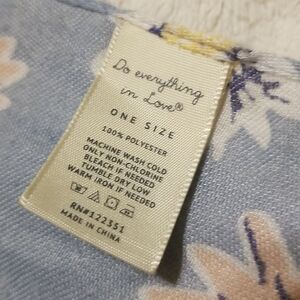 Do everything
in Love®
ONE SIZE
100% POLYESTER
MACHINE WASH COLD
ONLY NON-CHLORINE
BLEACH IF NEEDED
TUMBLE DRY LOW
WARM IRON IF NEEDED
RN#122351
MADE IN CHINA